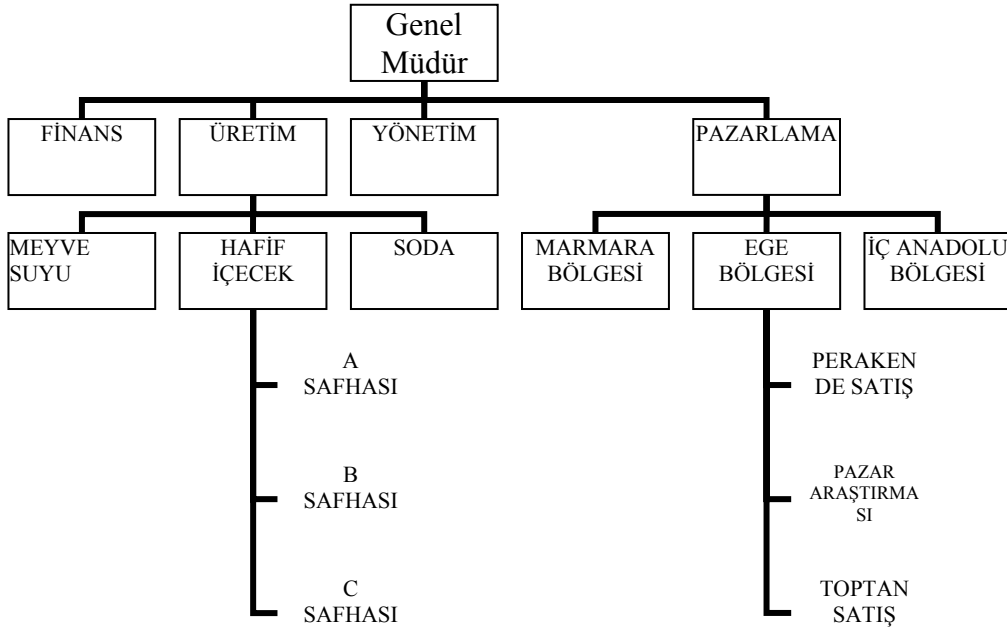 Genel
Müdür
FİNANS
ÜRETİM
YÖNETİM
PAZARLAMA
MEYVE
SUYU
HAFİF
İÇECEK
SODA
MARMARA
BÖLGESİ
EGE
BÖLGESİ
İÇ ANADOLU
BÖLGESİ
A
SAFHASI
B
SAFHASI
C
SAFHASI
PERAKEN
DE SATIŞ
PAZAR
ARAŞTIRMA
SI
TOPTAN
SATIŞ